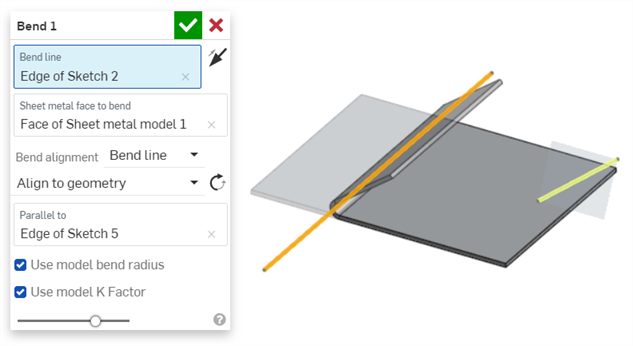 Bend 1
Bend line
Edge of Sketch 2
Sheet metal face to bend
Face of Sheet metal model 1
Bend alignment Bend line
Align to geometry
Parallel to
Edge of Sketch 5
Use model bend radius
Use model K Factor